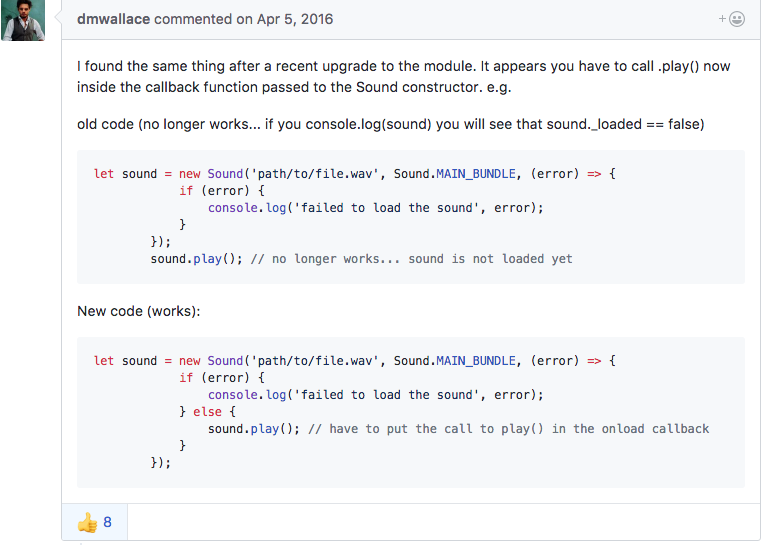 dmwallace commented on Apr 5, 2016
I found the same thing after a recent upgrade to the module. It appears you have to call .play() now
inside the callback function passed to the Sound constructor. e.g.
old code (no longer works... if you console.log(sound) you will see that sound._loaded == false)
let sound = new Sound('path/to/file.wav', Sound.MAIN_BUNDLE, (error) => {
if (error) {
console.log('failed to load the sound', error);
}
});
sound.play(); // no longer works... sound is not loaded yet
New code (works):
let sound = new Sound('path/to/file.wav', Sound.MAIN_BUNDLE, (error) => {
if (error) {
console.log('failed to load the sound', error);
} else {
sound.play(); // have to put the call to play() in the onload callback
}
});
👍 8